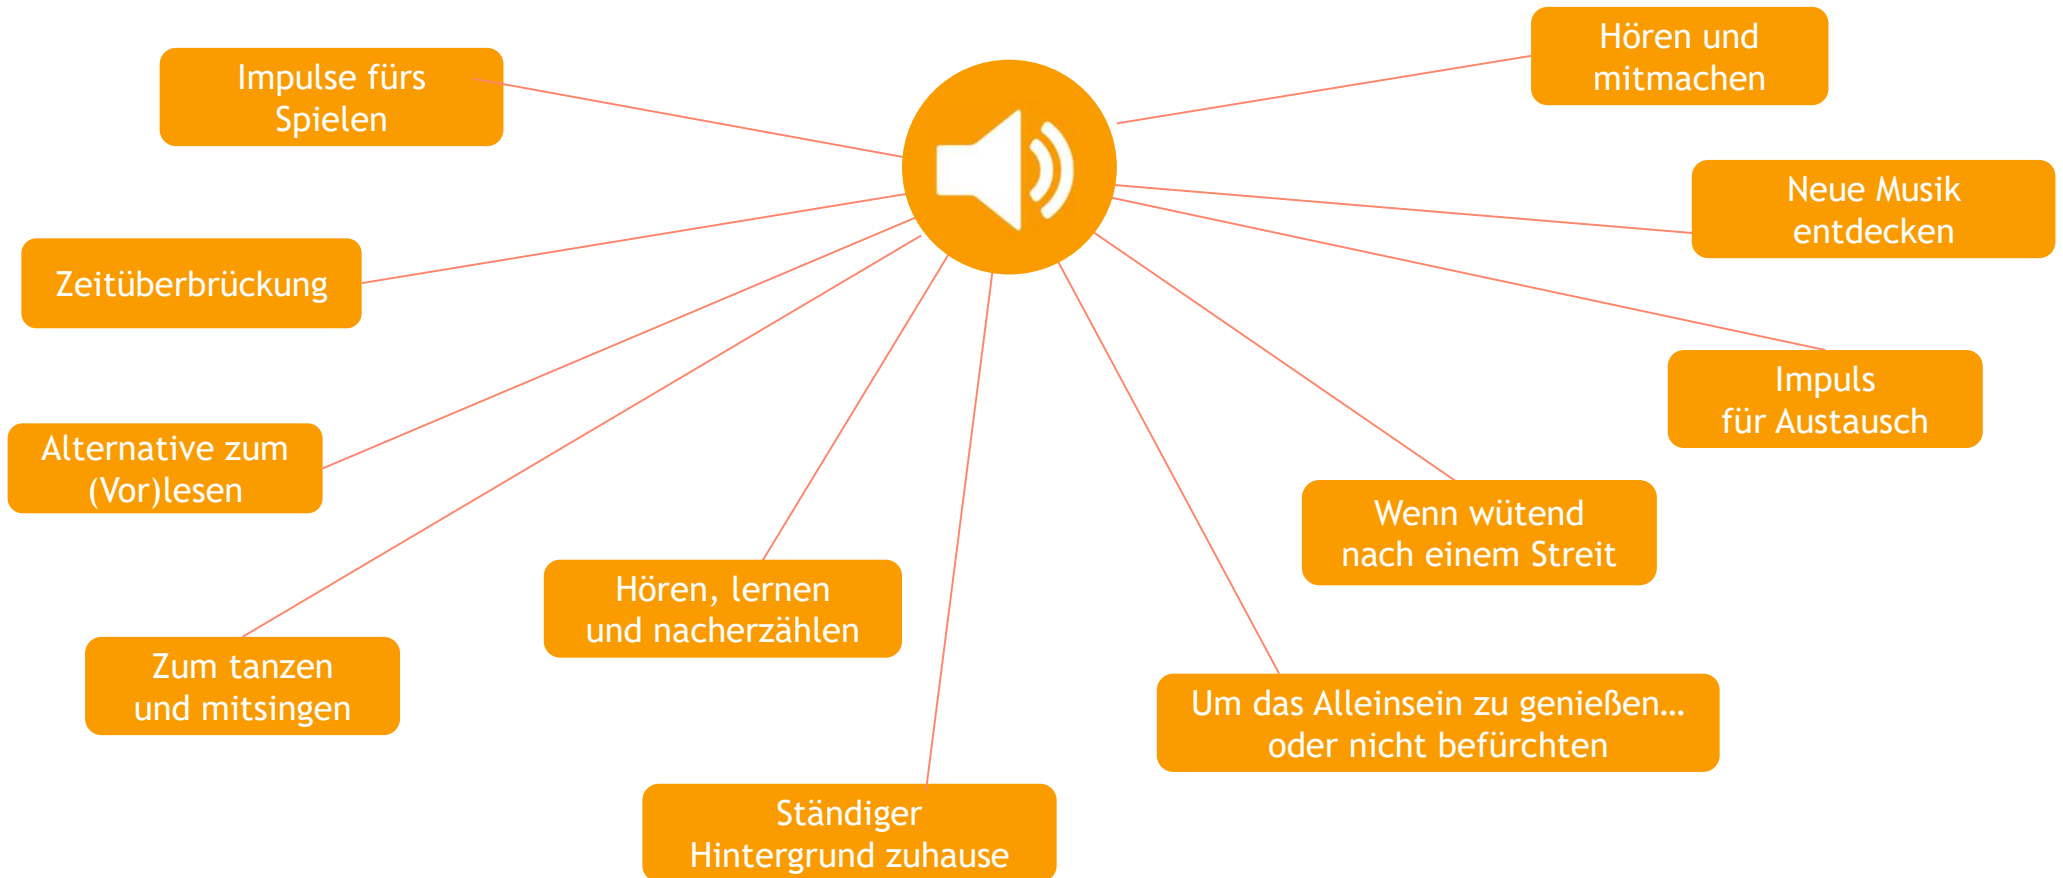 Impulse fürs
Spielen
Hören und
mitmachen
Neue Musik
entdecken
Zeitüberbrückung
Impuls
für Austausch
Alternative zum
(Vor)lesen
Wenn wütend
nach einem Streit
Hören, lernen
und nacherzählen
Zum tanzen
und mitsingen
Um das Alleinsein zu genießen…
oder nicht befürchten
Ständiger
Hintergrund zuhause